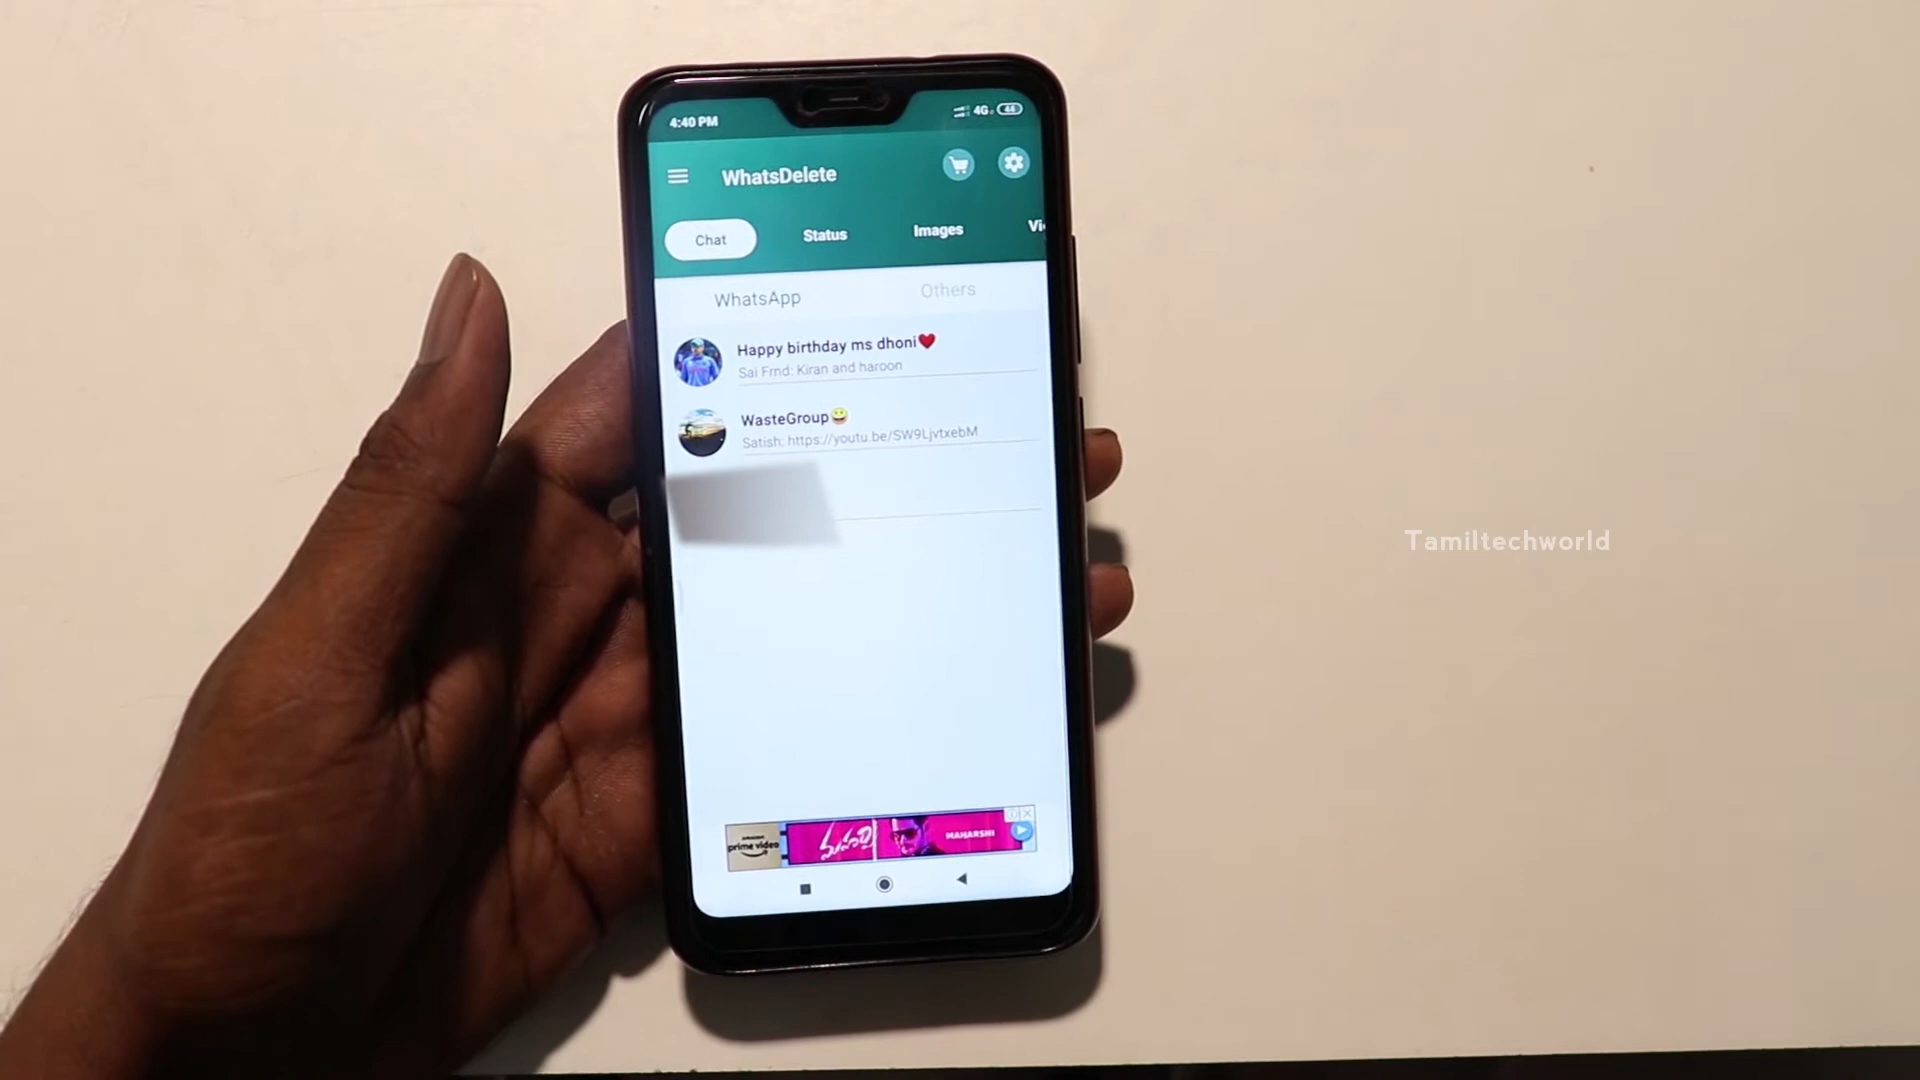 4:40 PM
4G
44
WhatsDelete
Chat
Status
Images
WhatsApp
Others
Happy birthday ms dhoni❤️
Sai Frnd: Kiran and haroon
WasteGroup😀
Satish: https://youtu.be/SW9LjvtxebM
Tamiltechworld
prime video
MAHARSHI